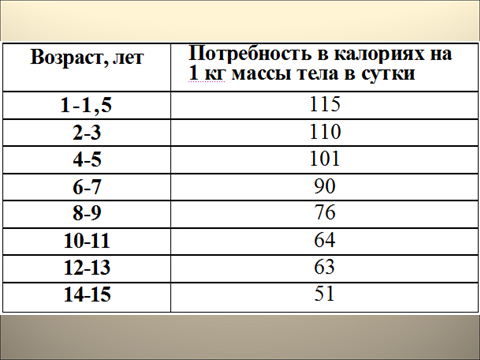 Возраст, лет
Потребность в калориях на
1 кг массы тела в сутки
1-1,5 115
2-3 110
4-5 101
6-7 90
8-9 76
10-11 64
12-13 63
14-15 51